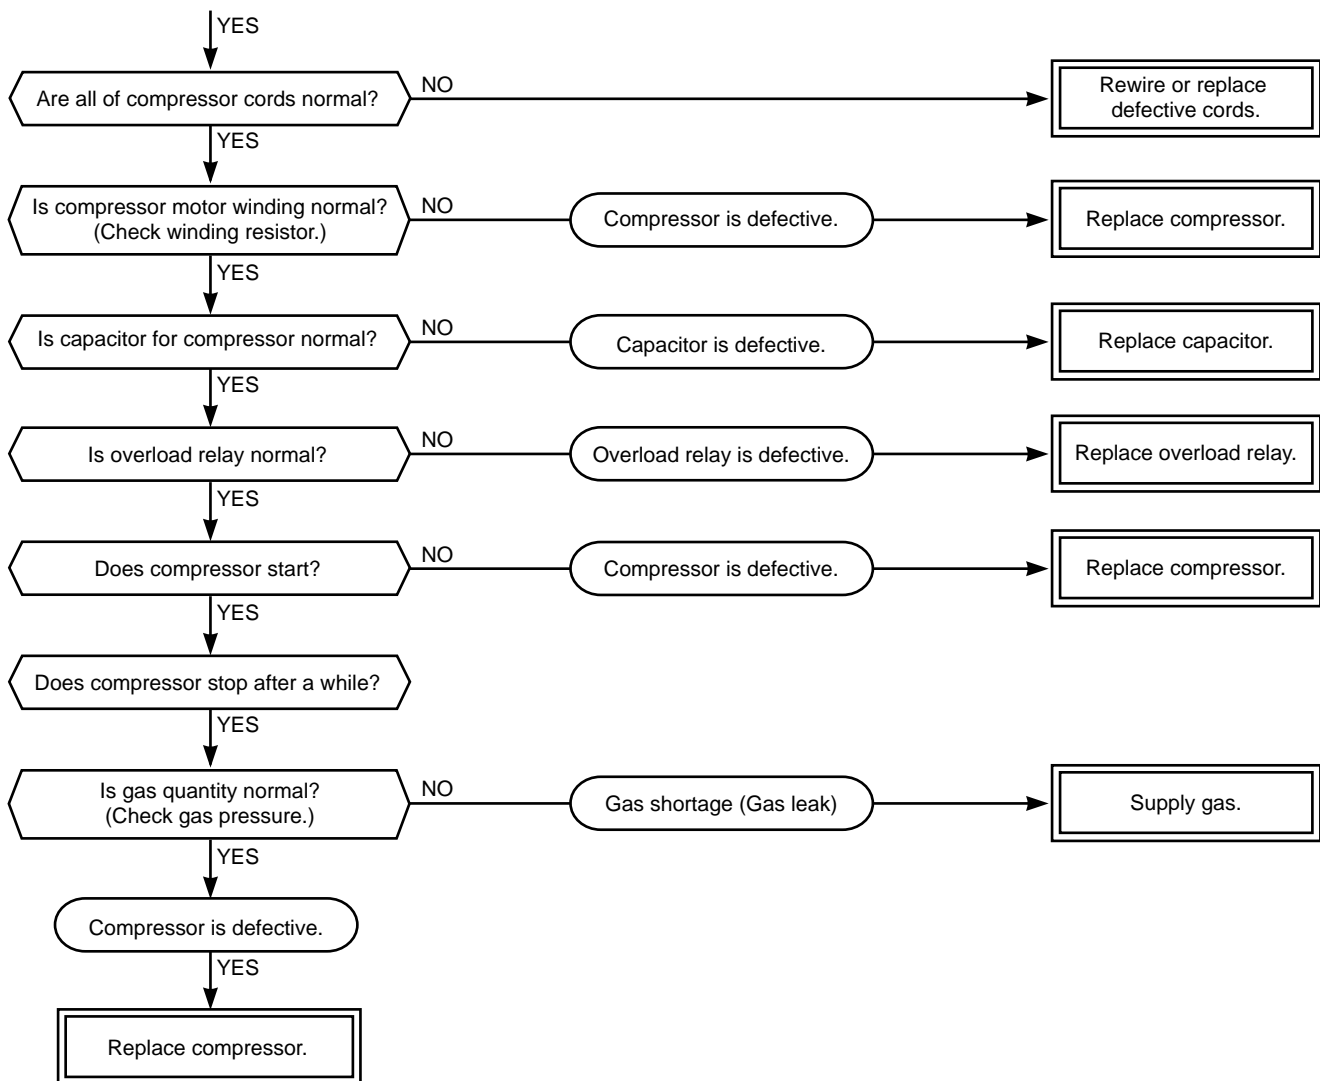 YES
Are all of compressor cords normal?
NO
Rewire or replace
defective cords.
YES
Is compressor motor winding normal?
(Check winding resistor.)
NO
Compressor is defective.
Replace compressor.
YES
Is capacitor for compressor normal?
NO
Capacitor is defective.
Replace capacitor.
YES
Is overload relay normal?
NO
Overload relay is defective.
Replace overload relay.
YES
Does compressor start?
NO
Compressor is defective.
Replace compressor.
YES
Does compressor stop after a while?
YES
Is gas quantity normal?
(Check gas pressure.)
NO
Gas shortage (Gas leak)
Supply gas.
YES
Compressor is defective.
YES
Replace compressor.